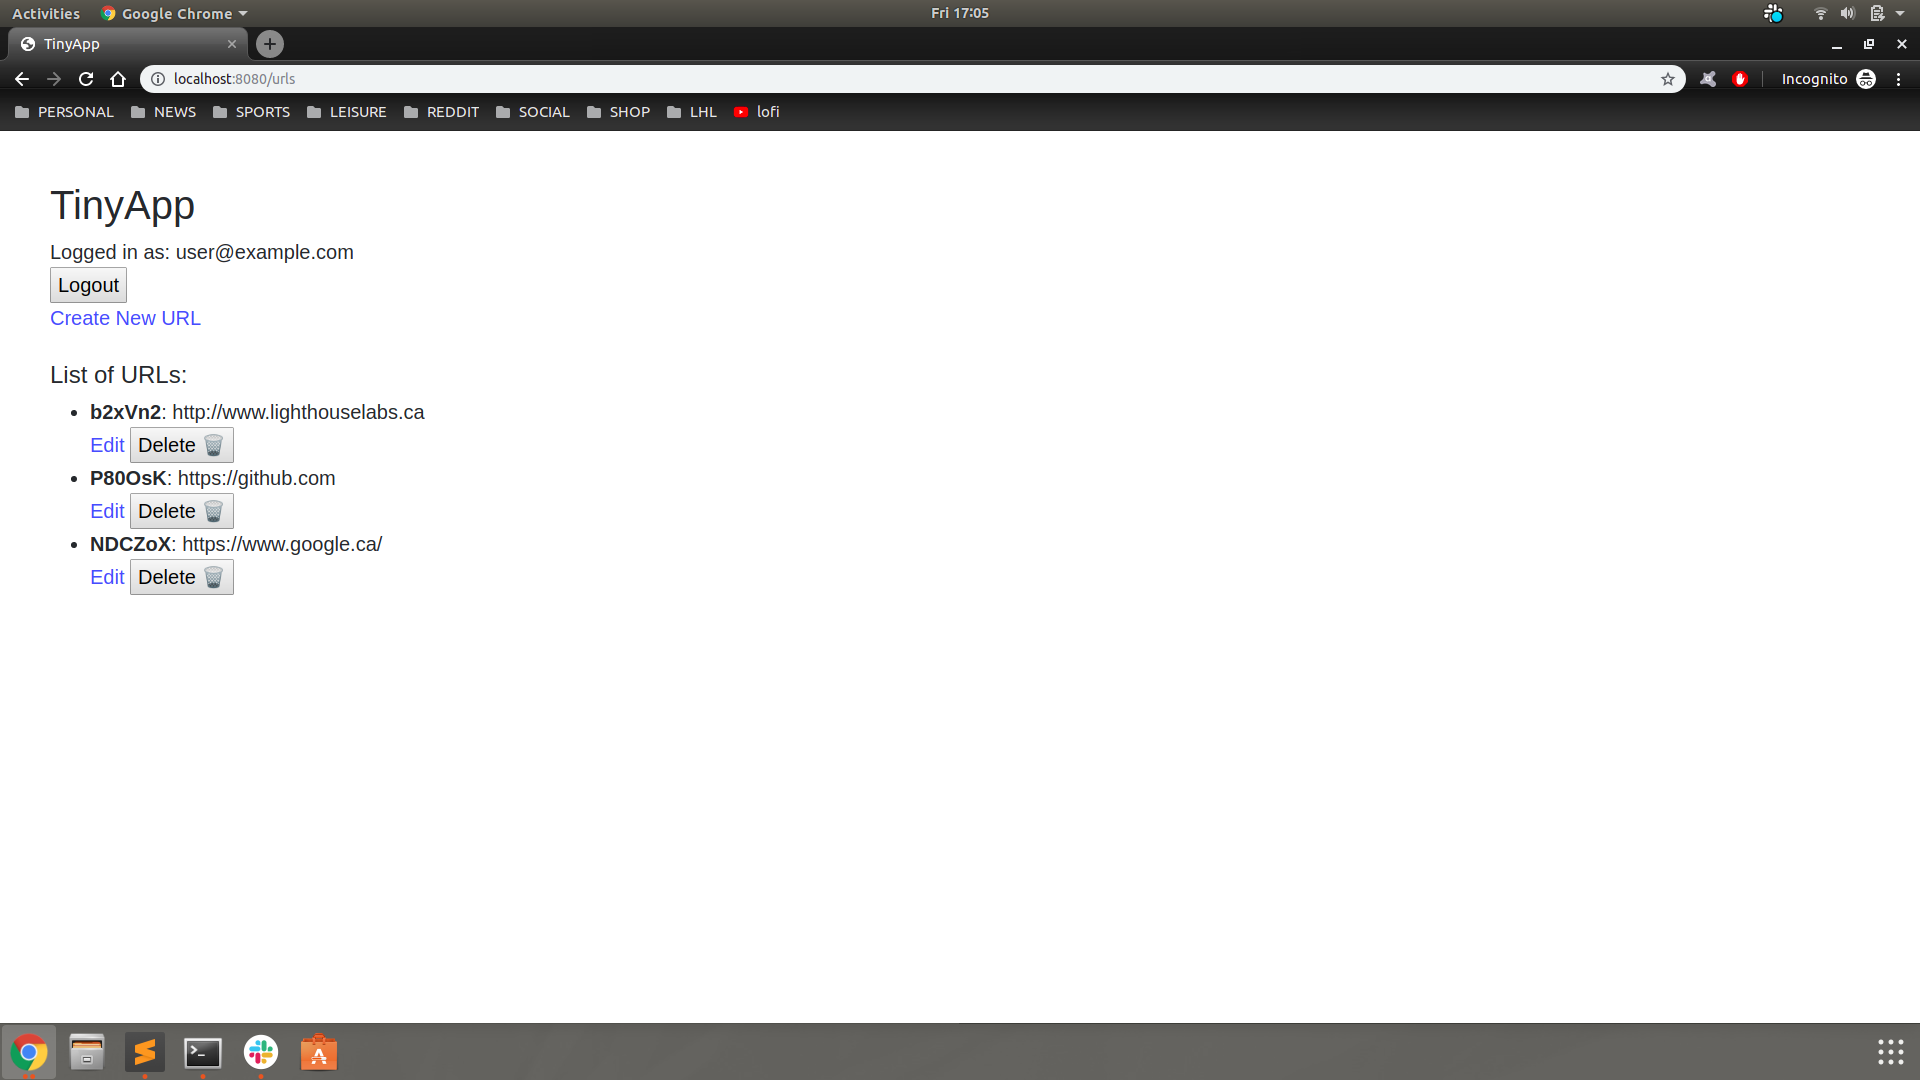 Activities Google Chrome Fri 17:05
TinyApp
localhost:8080/urls Incognito
PERSONAL NEWS SPORTS LEISURE REDDIT SOCIAL SHOP LHL lofi
TinyApp
Logged in as: user@example.com
Logout
Create New URL
List of URLs:
b2xVn2: http://www.lighthouselabs.ca
Edit Delete
P80OsK: https://github.com
Edit Delete
NDCZoX: https://www.google.ca/
Edit Delete